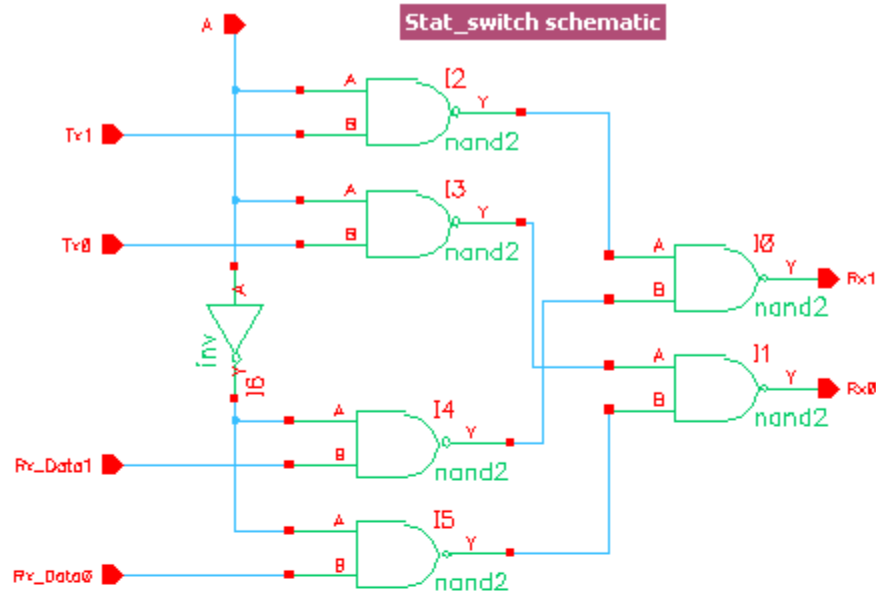 Stat_switch schematic
A
A I2
Y
Tx1 B
nand2
A I3
Y
Tx0 B
nand2
A I0
Y Rx1
B
nand2
A
inv
Y
I6
A I1
Y Rx0
B
nand2
A I4
Y
Rx_Data1 B
nand2
A I5
Y
Rx_Data0 B
nand2